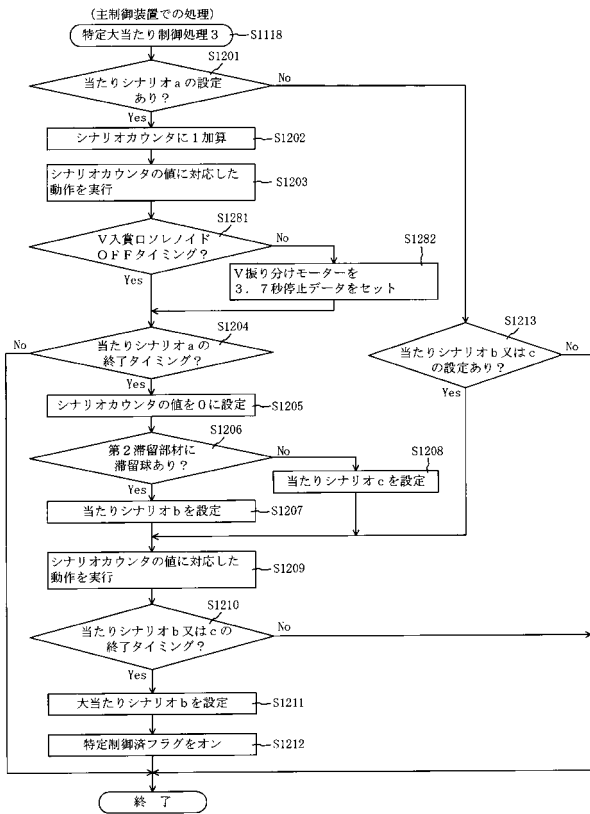 (主制御装置での処理)
特定大当たり制御処理3
S1118
S1201
当たりシナリオaの設定
あり?
No
Yes
シナリオカウンタに1加算
S1202
シナリオカウンタの値に対応した
動作を実行
S1203
S1281
V入賞口ソレノイド
OFFタイミング?
No
Yes
S1282
V振り分けモーターを
3.7秒停止データをセット
S1204
No
当たりシナリオaの
終了タイミング?
Yes
S1213
当たりシナリオb又はc
の設定あり?
No
Yes
シナリオカウンタの値を0に設定
S1205
S1206
第2滞留部材に
滞留球あり?
No
Yes
S1208
当たりシナリオcを設定
当たりシナリオbを設定
S1207
シナリオカウンタの値に対応した
動作を実行
S1209
S1210
当たりシナリオb又はcの
終了タイミング?
No
Yes
大当たりシナリオbを設定
S1211
特定制御済フラグをオン
S1212
終 了